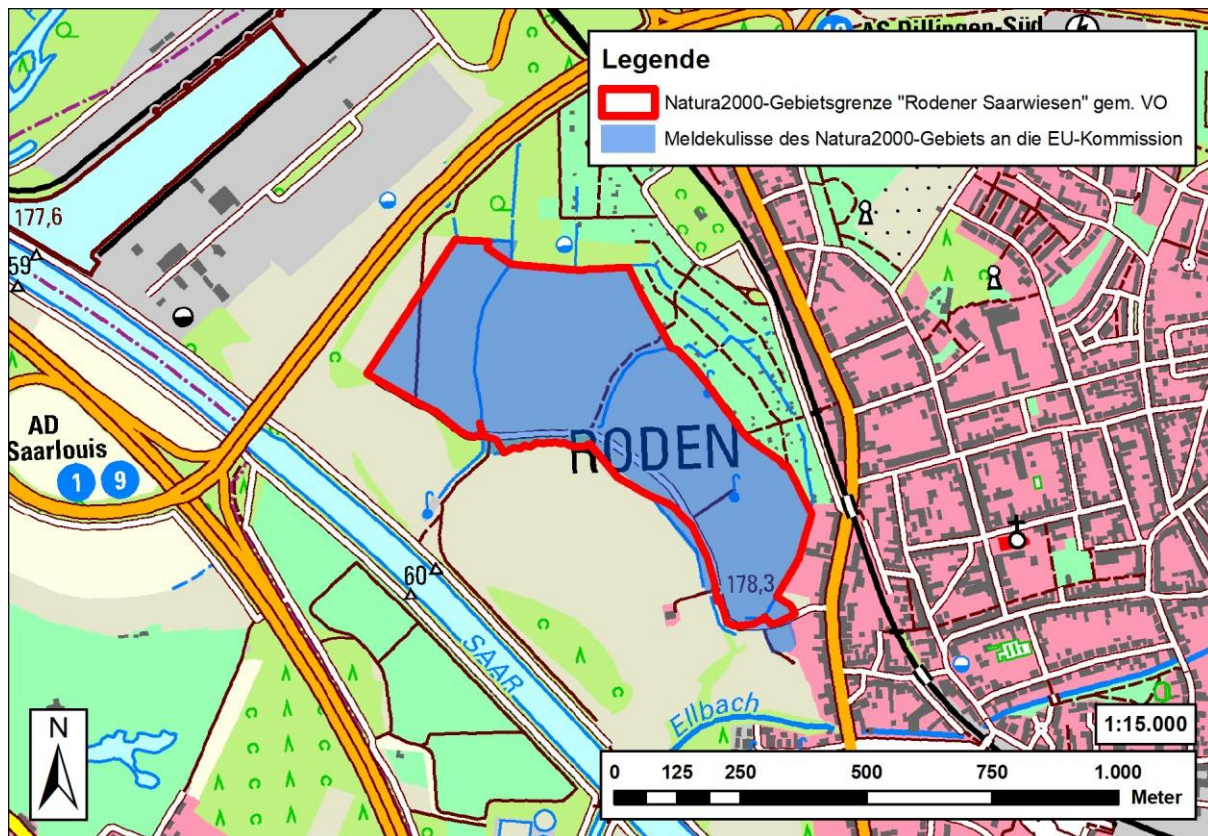 AS Dillingen-Süd
Legende
Natura2000-Gebietsgrenze "Rodener Saarwiesen" gem. VO
Meldekulisse des Natura2000-Gebiets an die EU-Kommission
177,6
59
AD
Saarlouis
1 9
RODEN
178,3
60
SAAR
Ellbach
N
1:15.000
0 125 250 500 750 1.000
Meter